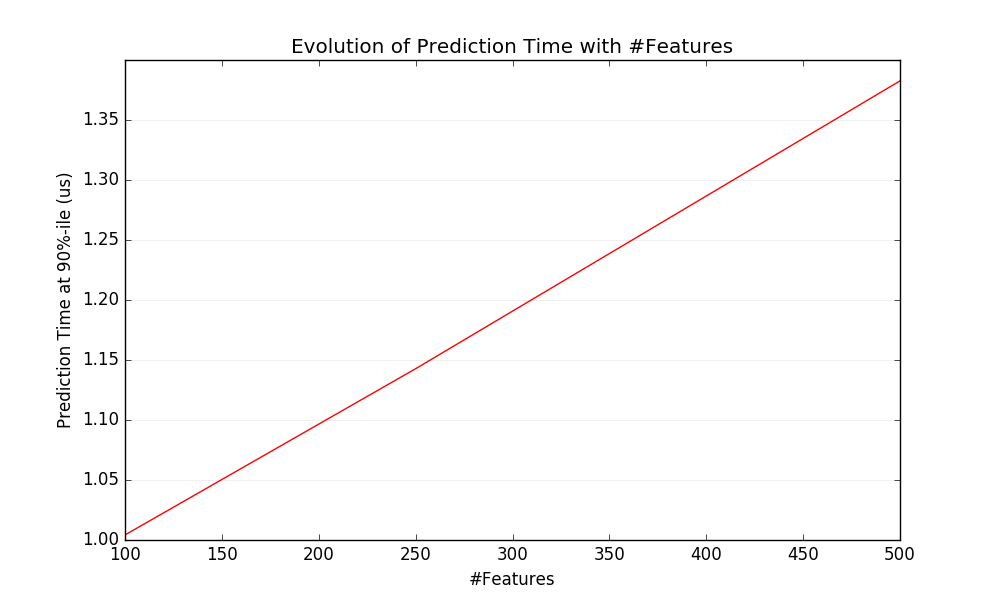 Evolution of Prediction Time with #Features
Prediction Time at 90%-ile (us)
1.35
1.30
1.25
1.20
1.15
1.10
1.05
1.00
100 150 200 250 300 350 400 450 500
#Features